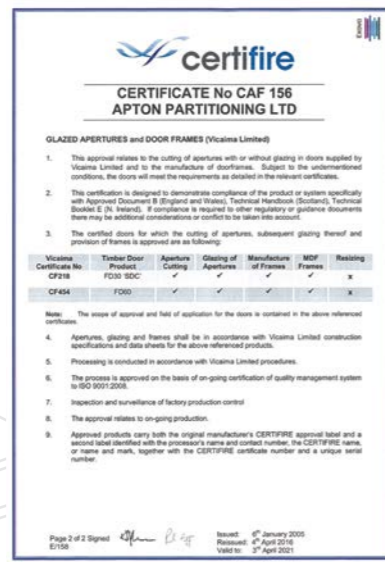 Exova
certifire
CERTIFICATE No CAF 156
APTON PARTITIONING LTD
GLAZED APERTURES and DOOR FRAMES (Vicaima Limited)
1. This approval relates to the cutting of apertures with or without glazing in doors supplied by
Vicaima Limited and to the manufacture of doorframes. Subject to the undermentioned
conditions, the doors will meet the requirements as detailed in the relevant certificates.
2. This certification is designed to demonstrate compliance of the product or system specifically
with Approved Document B (England and Wales), Technical Handbook (Scotland), Technical
Booklet E (N. Ireland). If compliance is required to other regulatory or guidance documents
there may be additional considerations or conflict to be taken into account.
3. The certified doors for which the cutting of apertures, subsequent glazing thereof and
provision of frames is approved are as following:
Vicaima Certificate No Timber Door Product Aperture Cutting Glazing of Apertures Manufacture of Frames MDF Frames Resizing
CF218 FD30 'SDC' ✓ ✓ ✓ ✓ x
CF454 FD60 ✓ ✓ ✓ ✓ x
Note: The scope of approval and field of application for the doors is contained in the above referenced
certificates.
4. Apertures, glazing and frames shall be in accordance with Vicaima Limited construction
specifications and data sheets for the above referenced products.
5. Processing is conducted in accordance with Vicaima Limited procedures.
6. The process is approved on the basis of on-going certification of quality management system
to ISO 9001:2008.
7. Inspection and surveillance of factory production control
8. The approval relates to on-going production.
9. Approved products carry both the original manufacturer's CERTIFIRE approval label and a
second label identified with the processor's name and contact number, the CERTIFIRE name,
or name and mark, together with the CERTIFIRE certificate number and a unique serial
number.
Page 2 of 2 Signed
E/158
Issued: 6th January 2005
Reissued: 4th April 2016
Valid to: 3rd April 2021